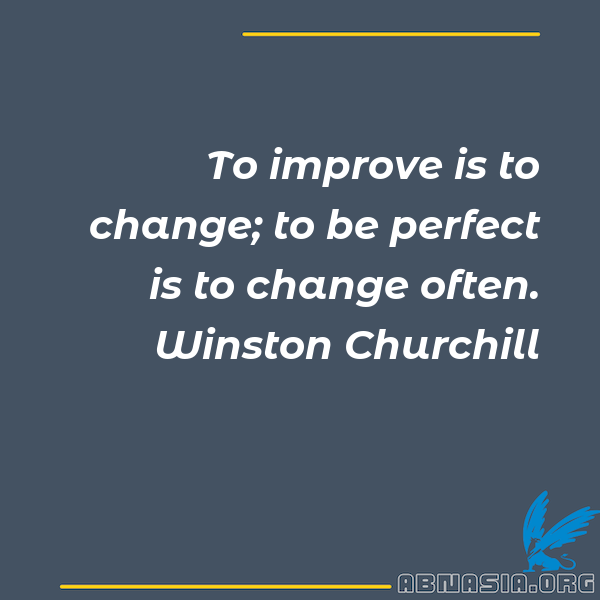 To improve is to
change; to be perfect
is to change often.
Winston Churchill
ABNASIA.ORG